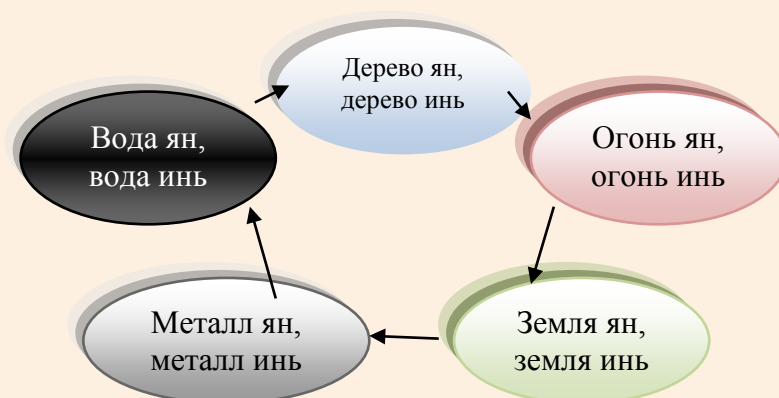 Дерево ян,
дерево инь
Вода ян,
вода инь
Огонь ян,
огонь инь
Металл ян,
металл инь
Земля ян,
земля инь